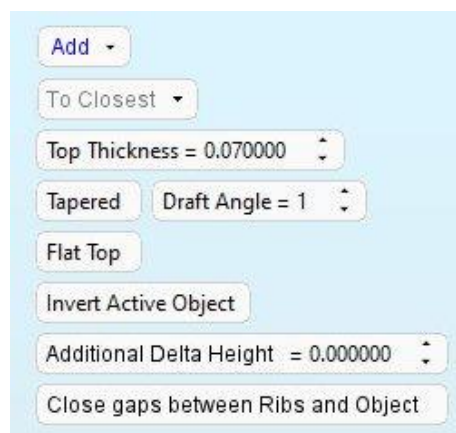 Add
To Closest
Top Thickness = 0.070000
Tapered Draft Angle = 1
Flat Top
Invert Active Object
Additional Delta Height = 0.000000
Close gaps between Ribs and Object